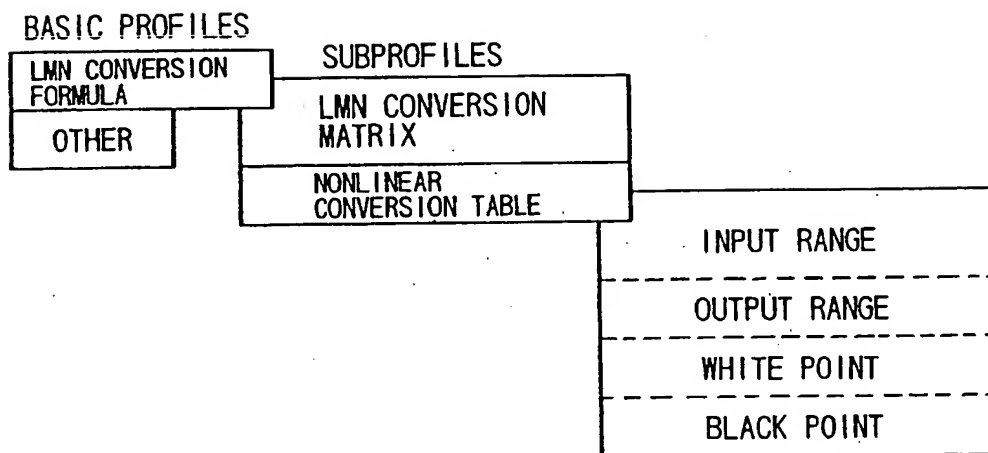 BASIC PROFILES
LMN CONVERSION
FORMULA
OTHER
SUBPROFILES
LMN CONVERSION
MATRIX
NONLINEAR
CONVERSION TABLE
INPUT RANGE
OUTPUT RANGE
WHITE POINT
BLACK POINT